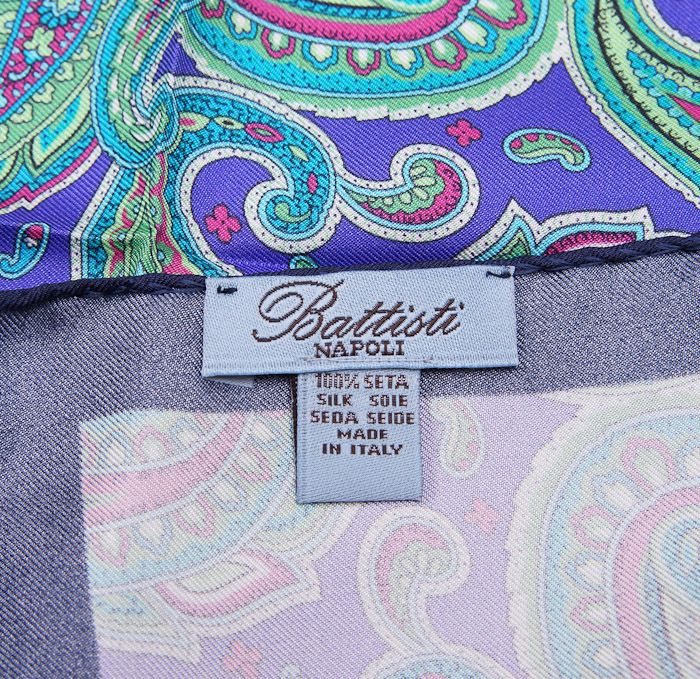 Battisti
NAPOLI
100% SETA
SILK SOIE
SEDA SEIDE
MADE
IN ITALY